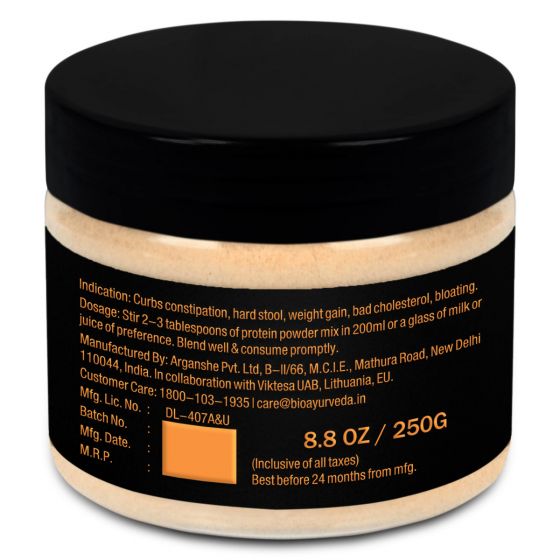 Indication: Curbs constipation, hard stool, weight gain, bad cholesterol, bloating.
Dosage: Stir 2–3 tablespoons of protein powder mix in 200ml or a glass of milk or
juice of preference. Blend well & consume promptly.
Manufactured By: Arganshe Pvt. Ltd, B–II/66, M.C.I.E., Mathura Road, New Delhi
110044, India. In collaboration with Viktesa UAB, Lithuania, EU.
Customer Care: 1800–103–1935 | care@bioayurveda.in
Mfg. Lic. No. : DL–407A&U
Batch No. :
Mfg. Date. :
M.R.P. :
8.8 OZ / 250G
(Inclusive of all taxes)
Best before 24 months from mfg.